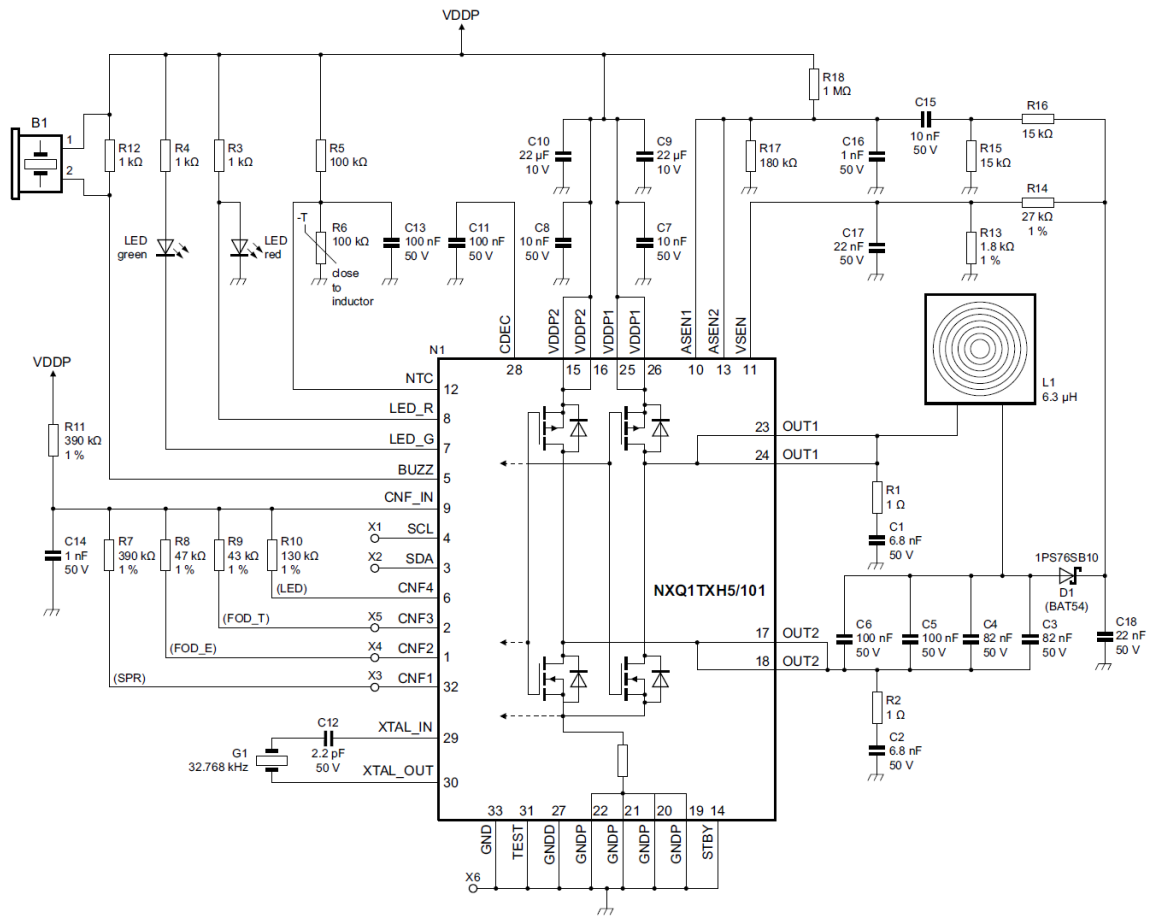 VDDP
B1
1
2
R12
1 kΩ
R4
1 kΩ
R3
1 kΩ
R5
100 kΩ
LED
green
LED
red
-T
R6
100 kΩ
close
to
inductor
C13
100 nF
50 V
C11
100 nF
50 V
C10
22 µF
10 V
C9
22 µF
10 V
C8
10 nF
50 V
C7
10 nF
50 V
R18
1 MΩ
R17
180 kΩ
C16
1 nF
50 V
C15
10 nF
50 V
R16
15 kΩ
R15
15 kΩ
R14
27 kΩ
1 %
C17
22 nF
50 V
R13
1.8 kΩ
1 %
L1
6.3 µH
N1
CDEC
28
VDDP2
15
VDDP2
16
VDDP1
25
VDDP1
26
ASEN1
10
ASEN2
13
VSEN
11
VDDP
R11
390 kΩ
1 %
NTC
12
LED_R
8
LED_G
7
BUZZ
5
CNF_IN
9
X1
SCL
4
X2
SDA
3
CNF4
6
X5
CNF3
2
X4
CNF2
1
X3
CNF1
32
XTAL_IN
29
XTAL_OUT
30
C14
1 nF
50 V
R7
390 kΩ
1 %
R8
47 kΩ
1 %
R9
43 kΩ
1 %
R10
130 kΩ
1 %
(LED)
(FOD_T)
(FOD_E)
(SPR)
C12
2.2 pF
50 V
G1
32.768 kHz
NXQ1TXH5/101
23
OUT1
24
OUT1
17
OUT2
18
OUT2
R1
1 Ω
C1
6.8 nF
50 V
1PS76SB10
D1
(BAT54)
C6
100 nF
50 V
C5
100 nF
50 V
C4
82 nF
50 V
C3
82 nF
50 V
C18
22 nF
50 V
R2
1 Ω
C2
6.8 nF
50 V
33
GND
31
TEST
27
GNDD
22
GNDP
21
GNDP
20
GNDP
19
GNDP
14
STBY
X6